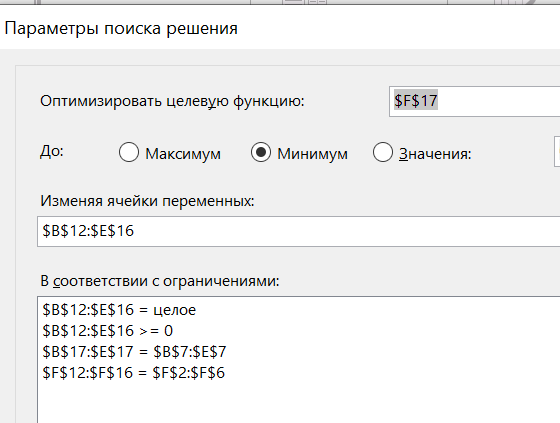 Параметры поиска решения
Оптимизировать целевую функцию:
$F$17
До:
Максимум
Минимум
Значения:
Изменяя ячейки переменных:
$B$12:$E$16
В соответствии с ограничениями:
$B$12:$E$16 = целое
$B$12:$E$16 >= 0
$B$17:$E$17 = $B$7:$E$7
$F$12:$F$16 = $F$2:$F$6